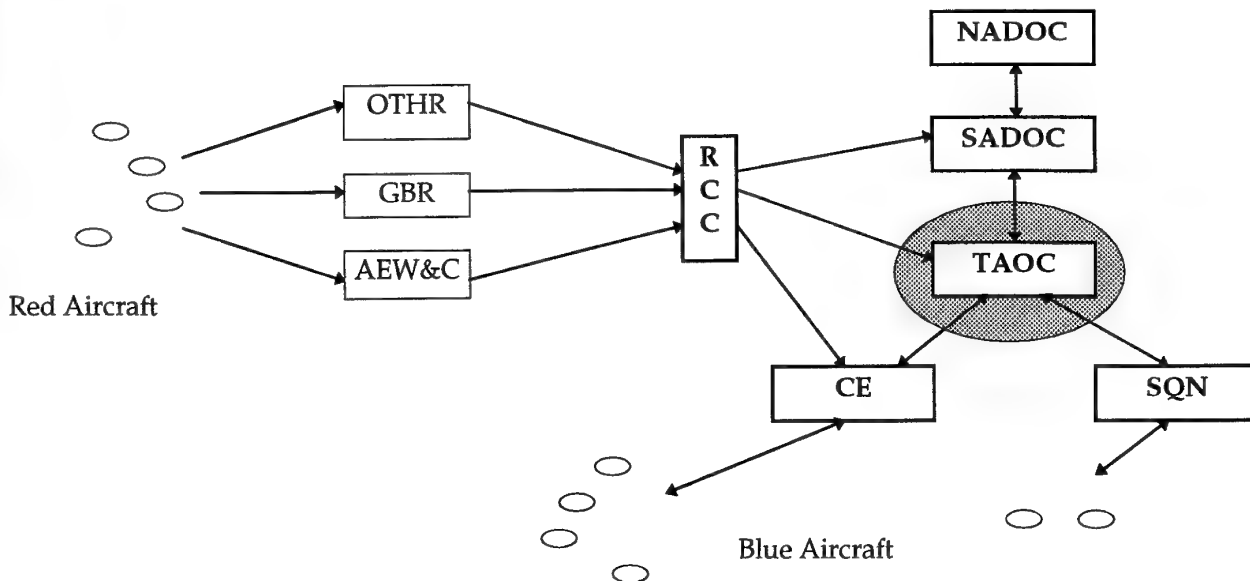 NADOC
OTHR
SADOC
R
C
C
GBR
TAOC
AEW&C
Red Aircraft
CE
SQN
Blue Aircraft